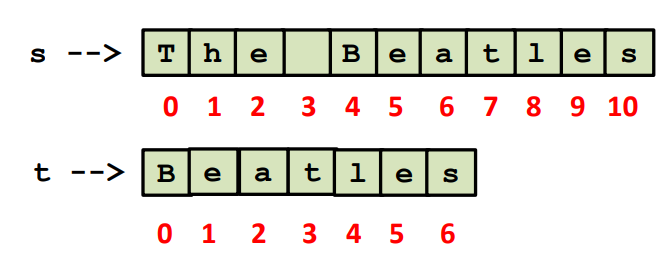 s --> T h e B e a t l e s
0 1 2 3 4 5 6 7 8 9 10
t --> B e a t l e s
0 1 2 3 4 5 6